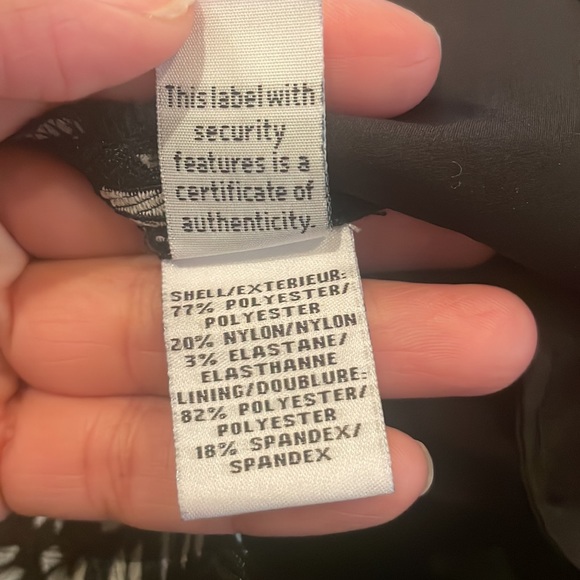 This label with
security
features is a
certificate of
authenticity.
SHELL/EXTERIEUR:
77% POLYESTER/
POLYESTER
20% NYLON/NYLON
3% ELASTANE/
ELASTHANNE
LINING/DOUBLURE:
82% POLYESTER/
POLYESTER
18% SPANDEX/
SPANDEX